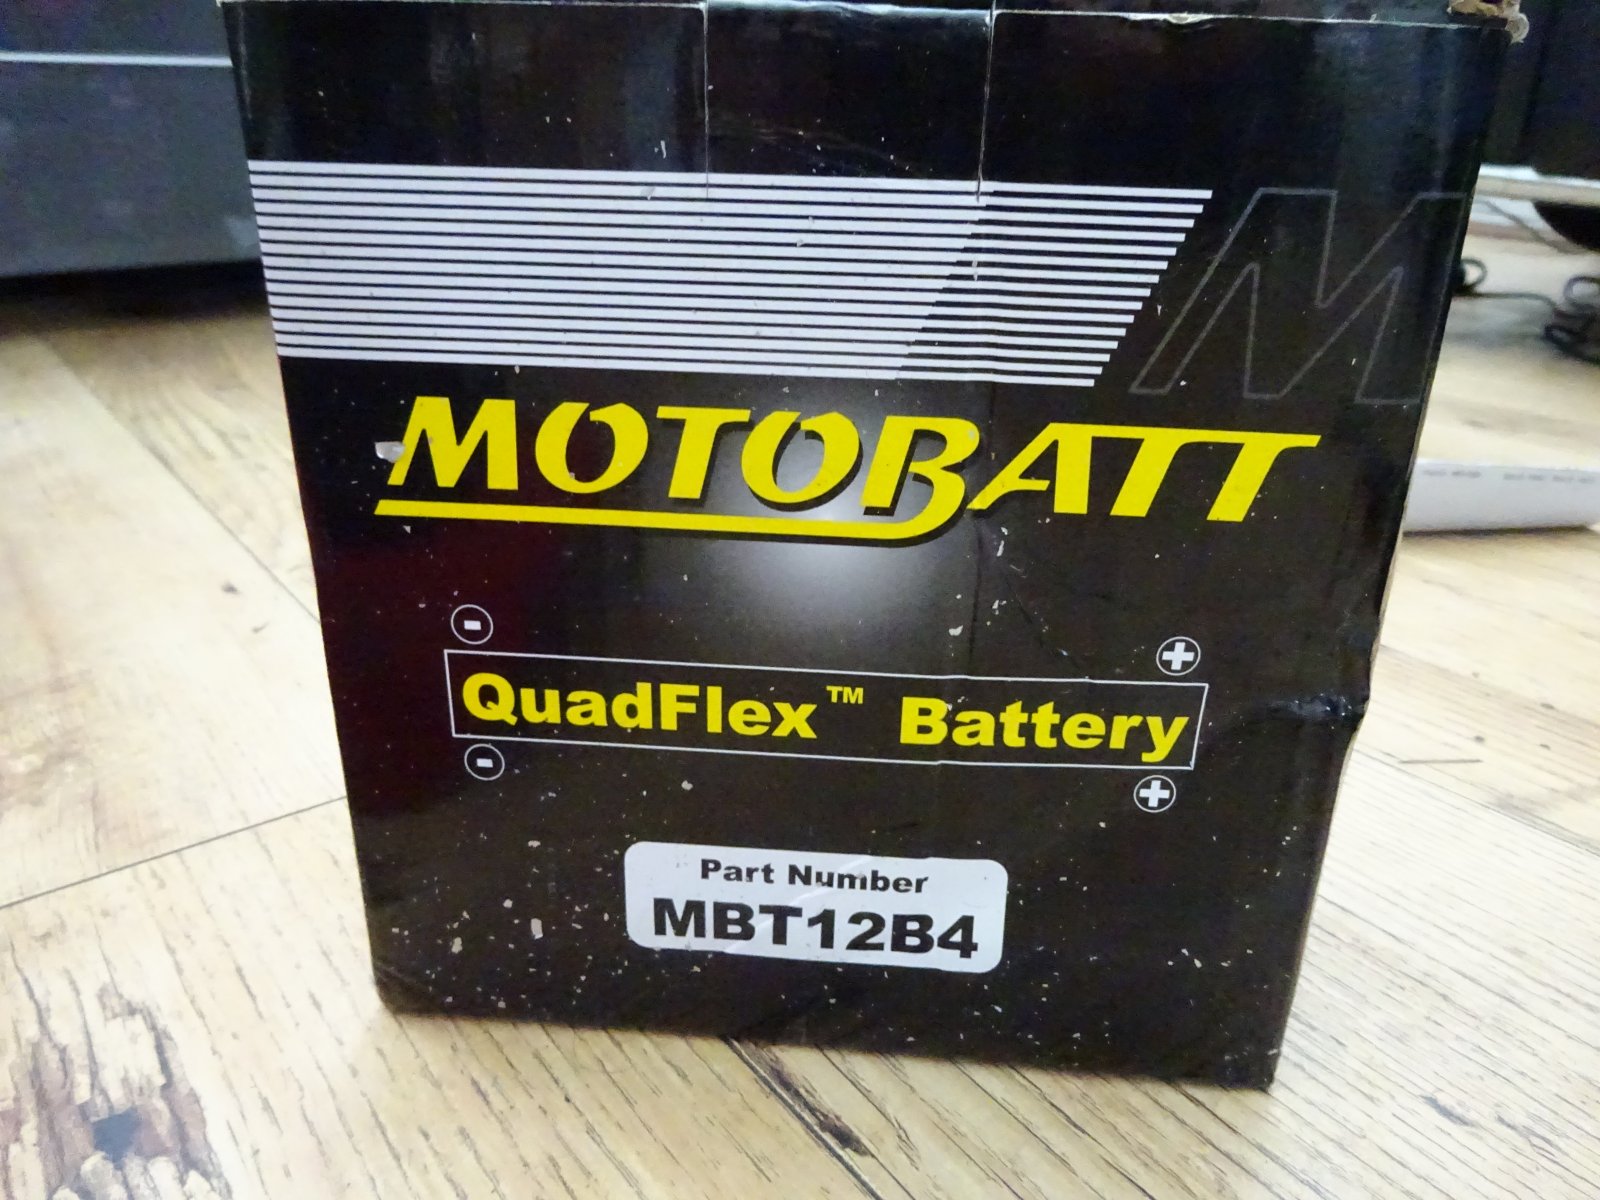 M
MOTOBATT
- +
QuadFlex™ Battery
- +
Part Number
MBT12B4